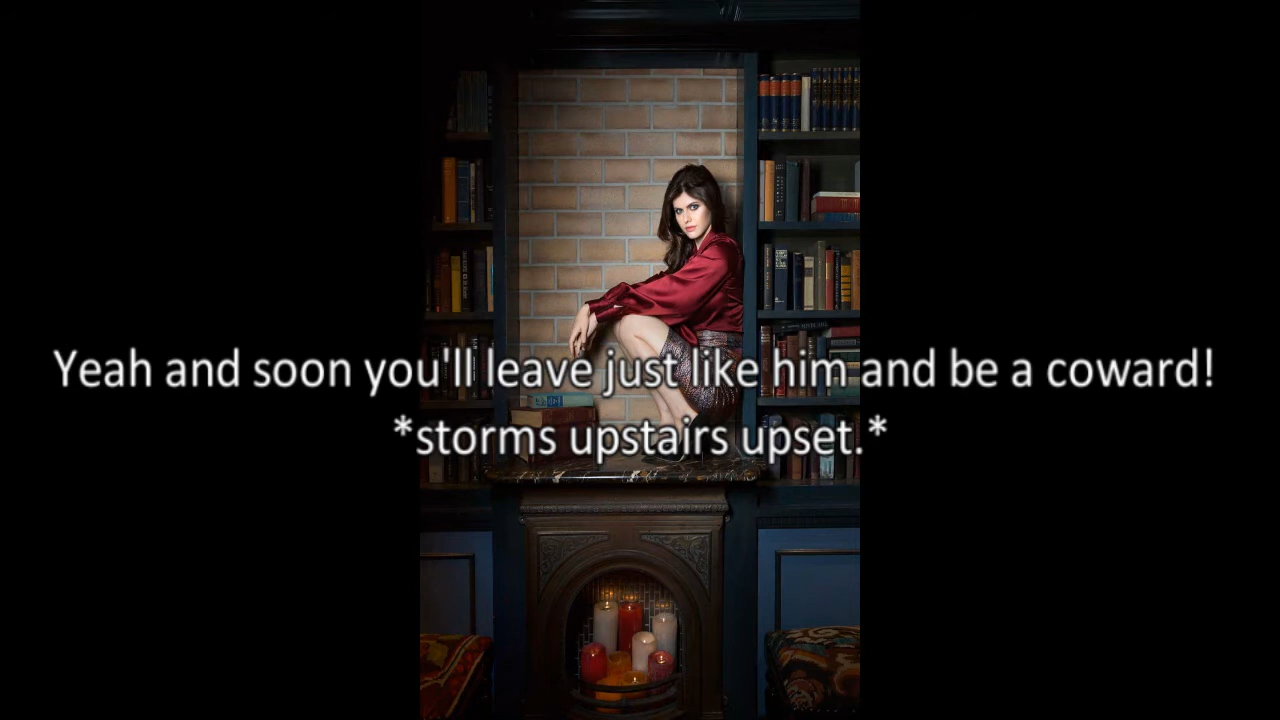 Yeah and soon you'll leave just like him and be a coward!
*storms upstairs upset.*